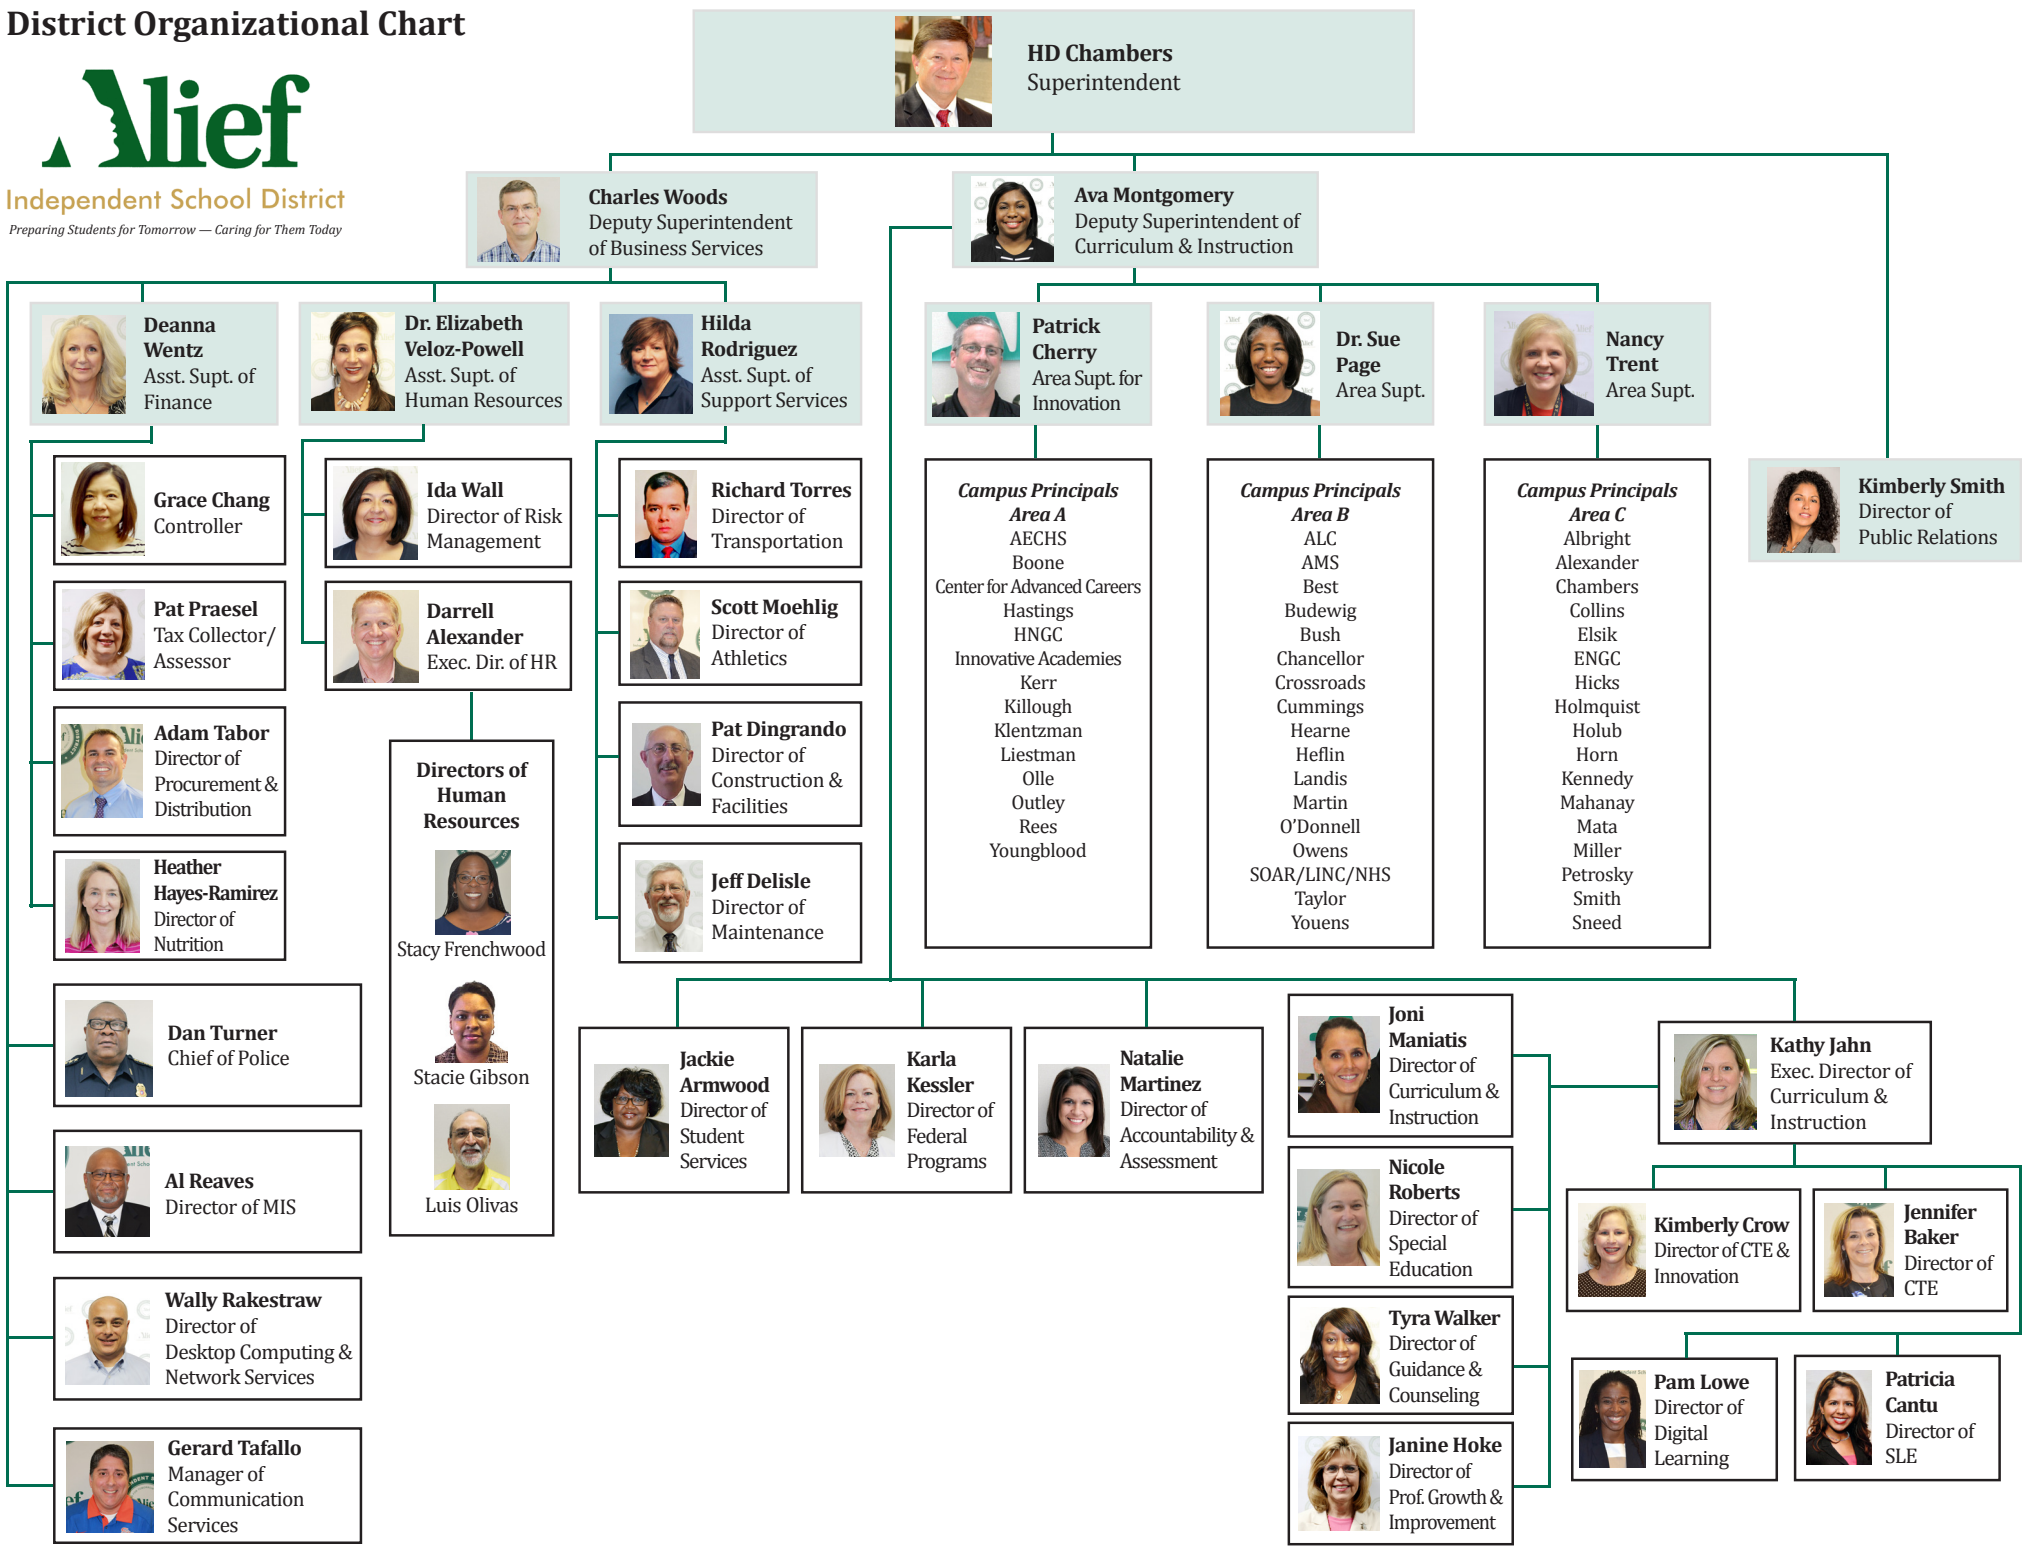 District Organizational Chart
Alief
Independent School District
Preparing Students for Tomorrow — Caring for Them Today
HD Chambers
Superintendent
Charles Woods
Deputy Superintendent
of Business Services
Ava Montgomery
Deputy Superintendent of
Curriculum & Instruction
Deanna
Wentz
Asst. Supt. of
Finance
Dr. Elizabeth
Veloz-Powell
Asst. Supt. of
Human Resources
Hilda
Rodriguez
Asst. Supt. of
Support Services
Patrick
Cherry
Area Supt. for
Innovation
Dr. Sue
Page
Area Supt.
Nancy
Trent
Area Supt.
Kimberly Smith
Director of
Public Relations
Grace Chang
Controller
Pat Praesel
Tax Collector/
Assessor
Adam Tabor
Director of
Procurement &
Distribution
Heather
Hayes-Ramirez
Director of
Nutrition
Dan Turner
Chief of Police
Al Reaves
Director of MIS
Wally Rakestraw
Director of
Desktop Computing &
Network Services
Gerard Tafallo
Manager of
Communication
Services
Ida Wall
Director of Risk
Management
Darrell
Alexander
Exec. Dir. of HR
Directors of
Human
Resources
Stacy Frenchwood
Stacie Gibson
Luis Olivas
Richard Torres
Director of
Transportation
Scott Moehlig
Director of
Athletics
Pat Dingrando
Director of
Construction &
Facilities
Jeff Delisle
Director of
Maintenance
Campus Principals
Area A
AECHS
Boone
Center for Advanced Careers
Hastings
HNGC
Innovative Academies
Kerr
Killough
Klentzman
Liestman
Olle
Outley
Rees
Youngblood
Campus Principals
Area B
ALC
AMS
Best
Budewig
Bush
Chancellor
Crossroads
Cummings
Hearne
Heflin
Landis
Martin
O'Donnell
Owens
SOAR/LINC/NHS
Taylor
Youens
Campus Principals
Area C
Albright
Alexander
Chambers
Collins
Elsik
ENGC
Hicks
Holmquist
Holub
Horn
Kennedy
Mahanay
Mata
Miller
Petrosky
Smith
Sneed
Jackie
Armwood
Director of
Student
Services
Karla
Kessler
Director of
Federal
Programs
Natalie
Martinez
Director of
Accountability &
Assessment
Joni
Maniatis
Director of
Curriculum &
Instruction
Nicole
Roberts
Director of
Special
Education
Tyra Walker
Director of
Guidance &
Counseling
Janine Hoke
Director of
Prof. Growth &
Improvement
Kathy Jahn
Exec. Director of
Curriculum &
Instruction
Kimberly Crow
Director of CTE &
Innovation
Jennifer
Baker
Director of
CTE
Pam Lowe
Director of
Digital
Learning
Patricia
Cantu
Director of
SLE